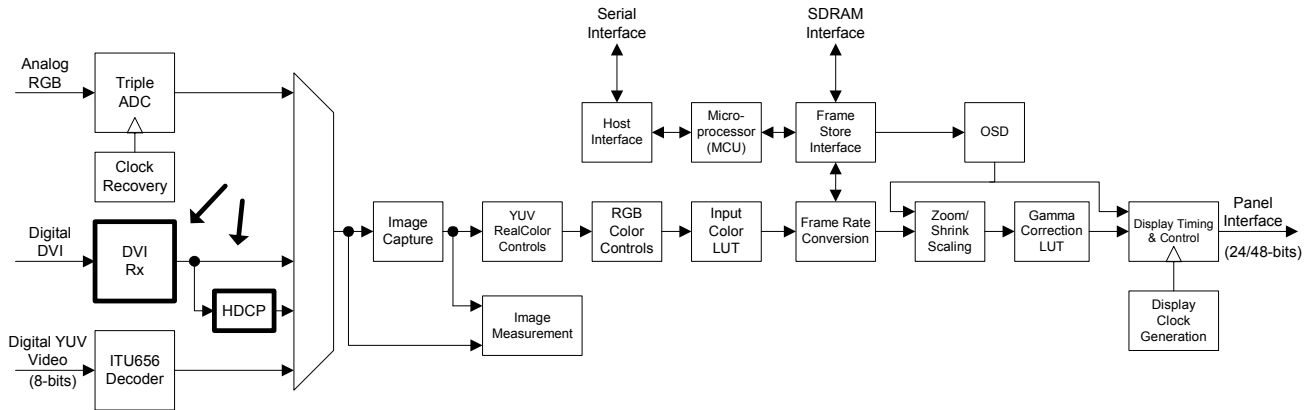 Serial
Interface
SDRAM
Interface
Analog
RGB
Triple
ADC
Clock
Recovery
Host
Interface
Micro-
processor
(MCU)
Frame
Store
Interface
OSD
Digital
DVI
DVI
Rx
HDCP
Image
Capture
YUV
RealColor
Controls
RGB
Color
Controls
Input
Color
LUT
Frame Rate
Conversion
Zoom/
Shrink
Scaling
Gamma
Correction
LUT
Display Timing
& Control
Panel
Interface
(24/48-bits)
Image
Measurement
Display
Clock
Generation
Digital YUV
Video
(8-bits)
ITU656
Decoder